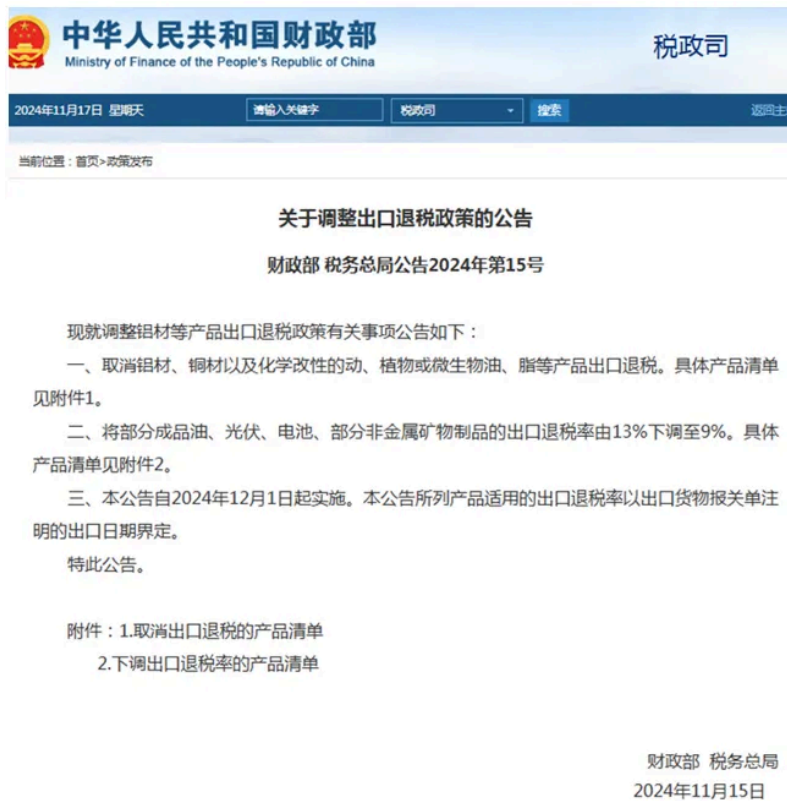 中华人民共和国财政部
Ministry of Finance of the People's Republic of China
税政司
2024年11月17日 星期天
请输入关键字
税政司
搜索
返回主
当前位置：首页>政策发布
关于调整出口退税政策的公告
财政部 税务总局公告2024年第15号
现就调整铝材等产品出口退税政策有关事项公告如下：
一、取消铝材、铜材以及化学改性的动、植物或微生物油、脂等产品出口退税。具体产品清单
见附件1。
二、将部分成品油、光伏、电池、部分非金属矿物制品的出口退税率由13%下调至9%。具体
产品清单见附件2。
三、本公告自2024年12月1日起实施。本公告所列产品适用的出口退税率以出口货物报关单注
明的出口日期界定。
特此公告。
附件：1.取消出口退税的产品清单
2.下调出口退税率的产品清单
财政部 税务总局
2024年11月15日